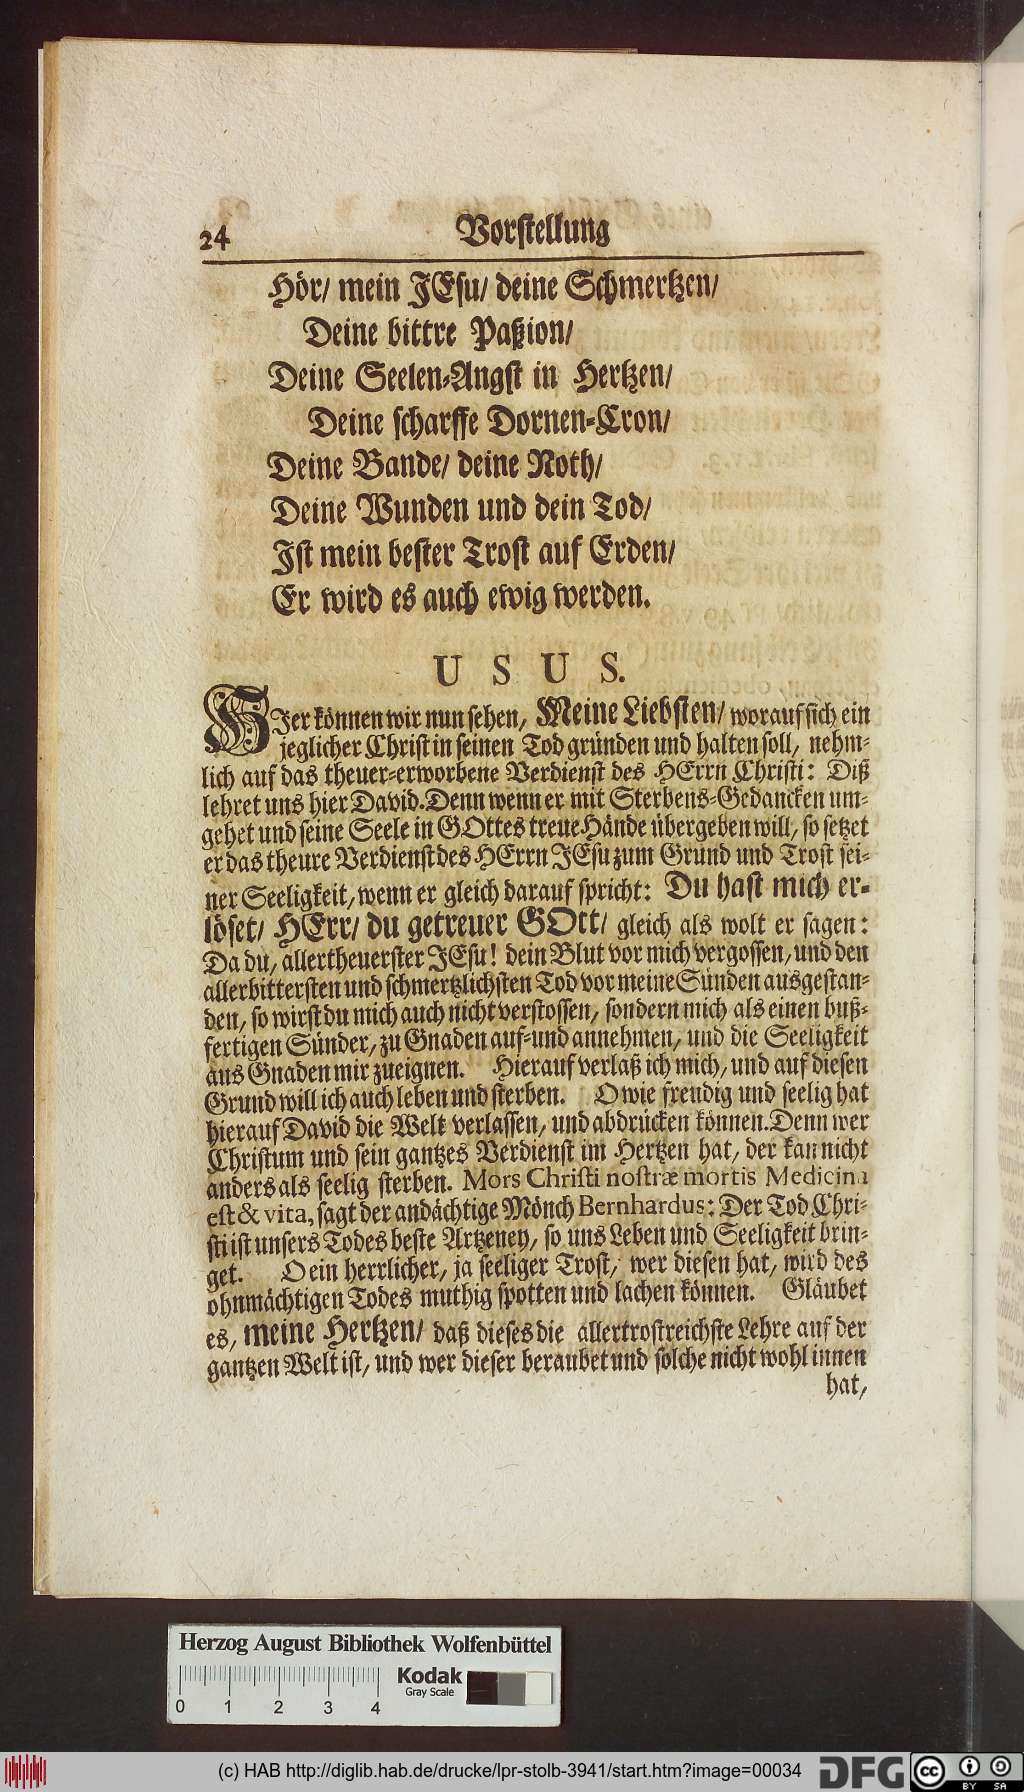 24 Vorstellung
Hör/ mein JEsu/ deine Schmertzen/
Deine bittre Paßion/
Deine Seelen-Angst in Hertzen/
Deine scharffe Dornen-Cron/
Deine Bande/ deine Noth/
Deine Wunden und dein Tod/
Ist mein bester Trost auf Erden/
Er wird es auch ewig werden.
USUS.
HIer können wir nun sehen, Meine Liebsten/ worauf sich ein
jeglicher Christ in seinen Tod gründen und halten soll, nehm-
lich auf das theuer-erworbene Verdienst des HErrn Christi: Diß
lehret uns hier David. Denn wenn er mit Sterbens-Gedancken um-
gehet und seine Seele in GOttes treue Hände übergeben will, so setzet
er das theure Verdienst des HErrn JEsu zum Grund und Trost sei-
ner Seeligkeit, wenn er gleich darauf spricht: Du hast mich er-
löset/ HErr/ du getreuer GOtt/ gleich als wolt er sagen:
Da du, allertheuerster JEsu! dein Blut vor mich vergossen, und den
allerbittersten und schmertzlichsten Tod vor meine Sünden ausgestan-
den, so wirst du mich auch nicht verstossen, sondern mich als einen buß-
fertigen Sünder, zu Gnaden auf- und annehmen, und die Seeligkeit
aus Gnaden mir zueignen. Hierauf verlaß ich mich, und auf diesen
Grund will ich auch leben und sterben. O wie freudig und seelig hat
hierauf David die Welt verlassen, und abdrücken können. Denn wer
Christum und sein gantzes Verdienst im Hertzen hat, der kan nicht
anders als seelig sterben. Mors Christi nostræ mortis Medicina
est & vita, sagt der andächtige Mönch Bernhardus: Der Tod Chri-
sti ist unsers Todes beste Artzeney, so uns Leben und Seeligkeit brin-
get. O ein herrlicher, ja seeliger Trost, wer diesen hat, wird des
ohnmächtigen Todes muthig spotten und lachen können. Gläubet
es, meine Hertzen/ daß dieses die allertrostreichste Lehre auf der
gantzen Welt ist, und wer dieser beraubet und solche nicht wohl innen
hat,
Herzog August Bibliothek Wolfenbüttel
Kodak
Gray Scale
0 1 2 3 4
(c) HAB http://diglib.hab.de/drucke/lpr-stolb-3941/start.htm?image=00034
DFG
cc BY SA